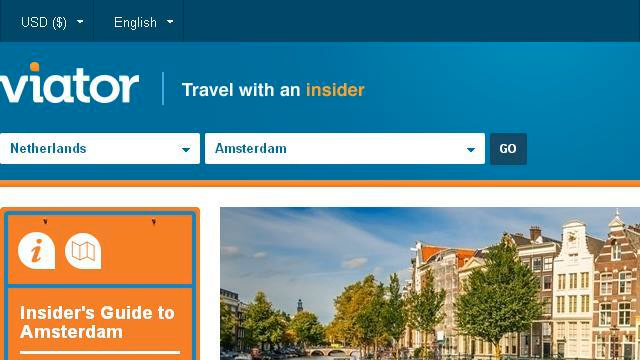 USD ($) English
viator Travel with an insider
Netherlands Amsterdam GO
Insider's Guide to
Amsterdam